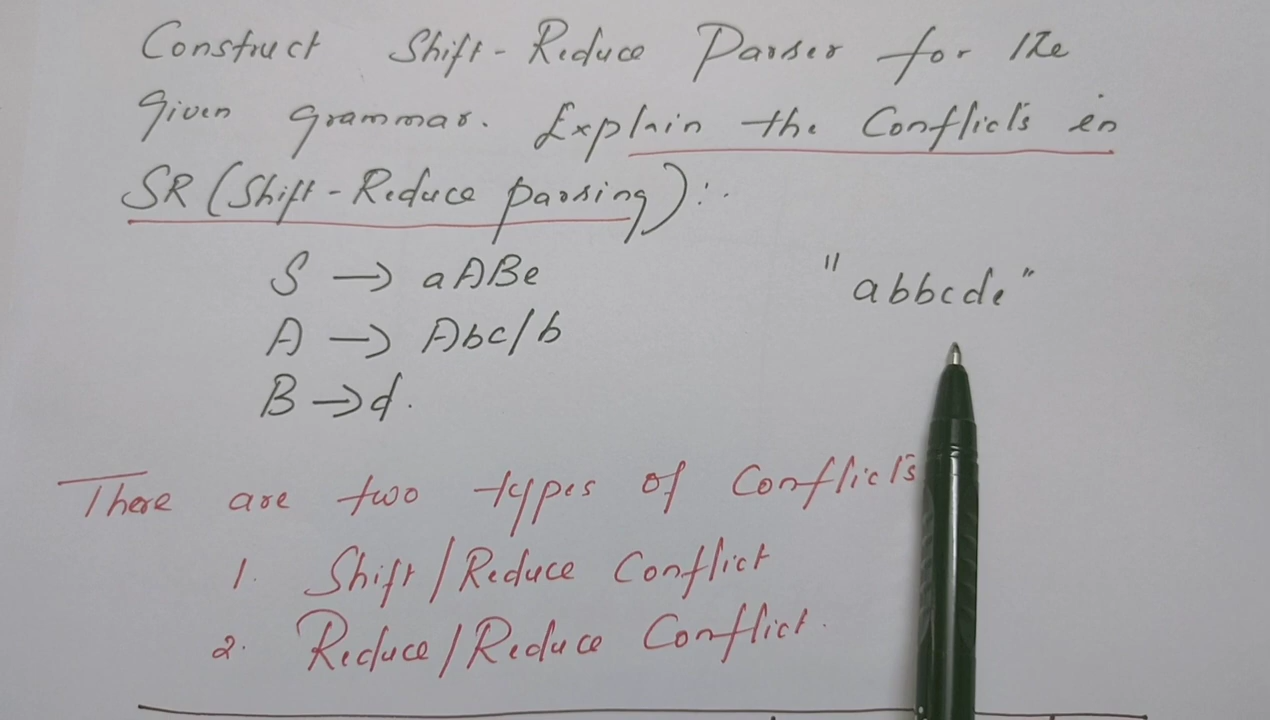 Construct Shift-Reduce Parser for the
given grammar. Explain the Conflicts in
SR (Shift-Reduce parsing):-
S → aABe
"abbcde"
A → Abc/b
B → d.
There are two types of Conflicts
1. Shift/Reduce Conflict
2. Reduce/Reduce Conflict.